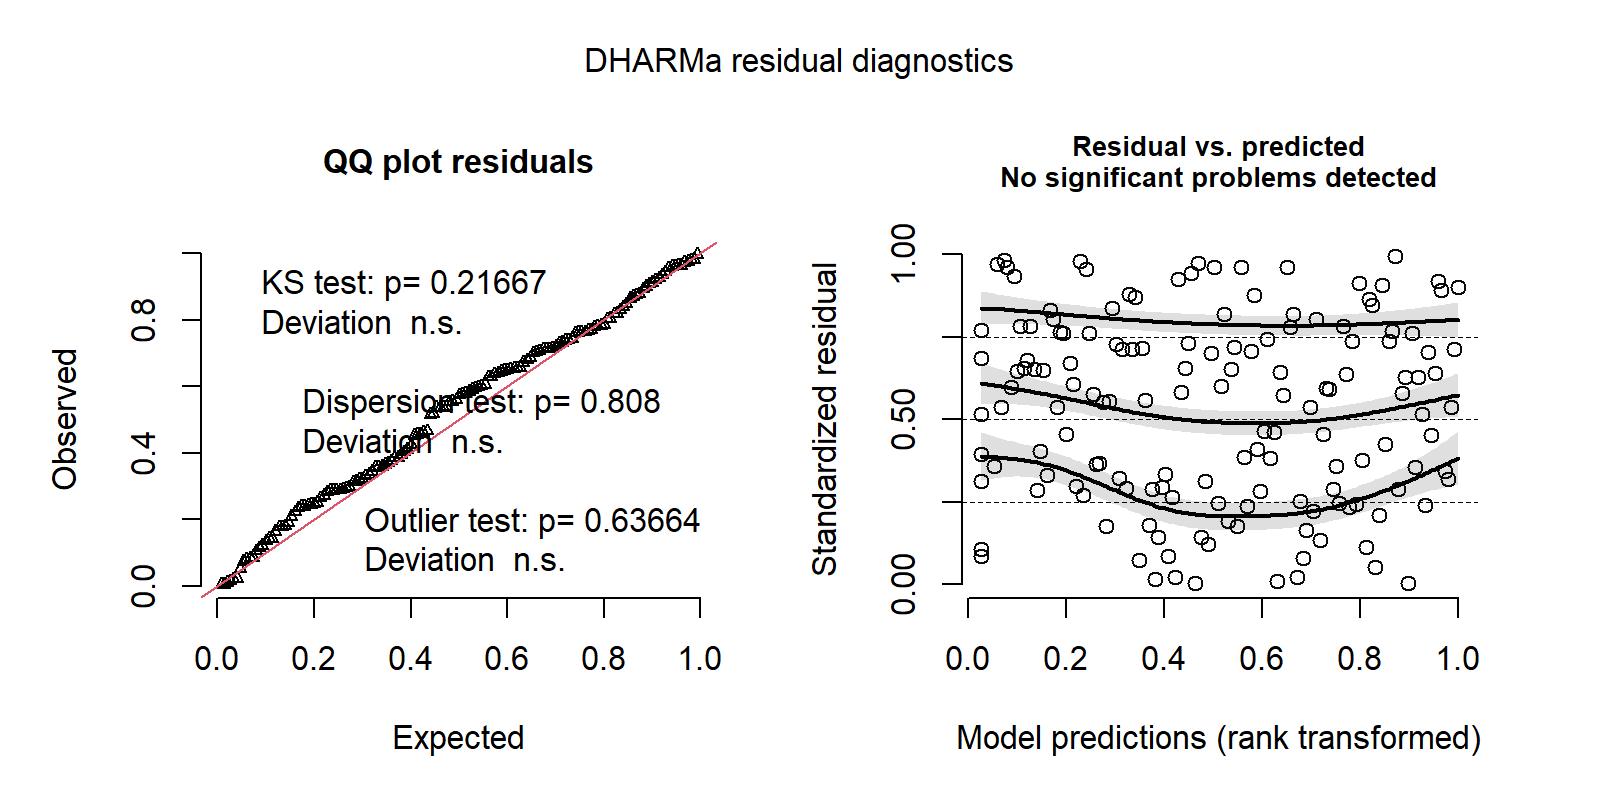 DHARMa residual diagnostics
QQ plot residuals
KS test: p= 0.21667
Deviation  n.s.
Dispersion test: p= 0.808
Deviation  n.s.
Outlier test: p= 0.63664
Deviation  n.s.
Observed
0.0 0.4 0.8
0.0 0.2 0.4 0.6 0.8 1.0
Expected
Residual vs. predicted
No significant problems detected
Standardized residual
0.00 0.50 1.00
0.0 0.2 0.4 0.6 0.8 1.0
Model predictions (rank transformed)